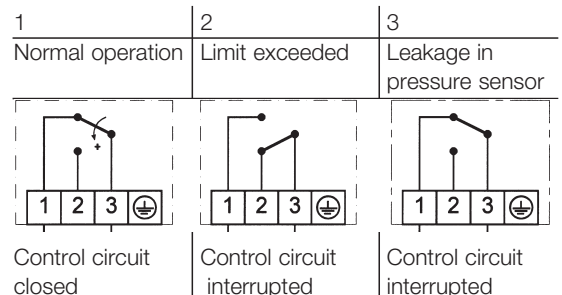 1 2 3
Normal operation Limit exceeded Leakage in
pressure sensor
+
1 2 3 1 2 3 1 2 3
Control circuit Control circuit Control circuit
closed interrupted interrupted